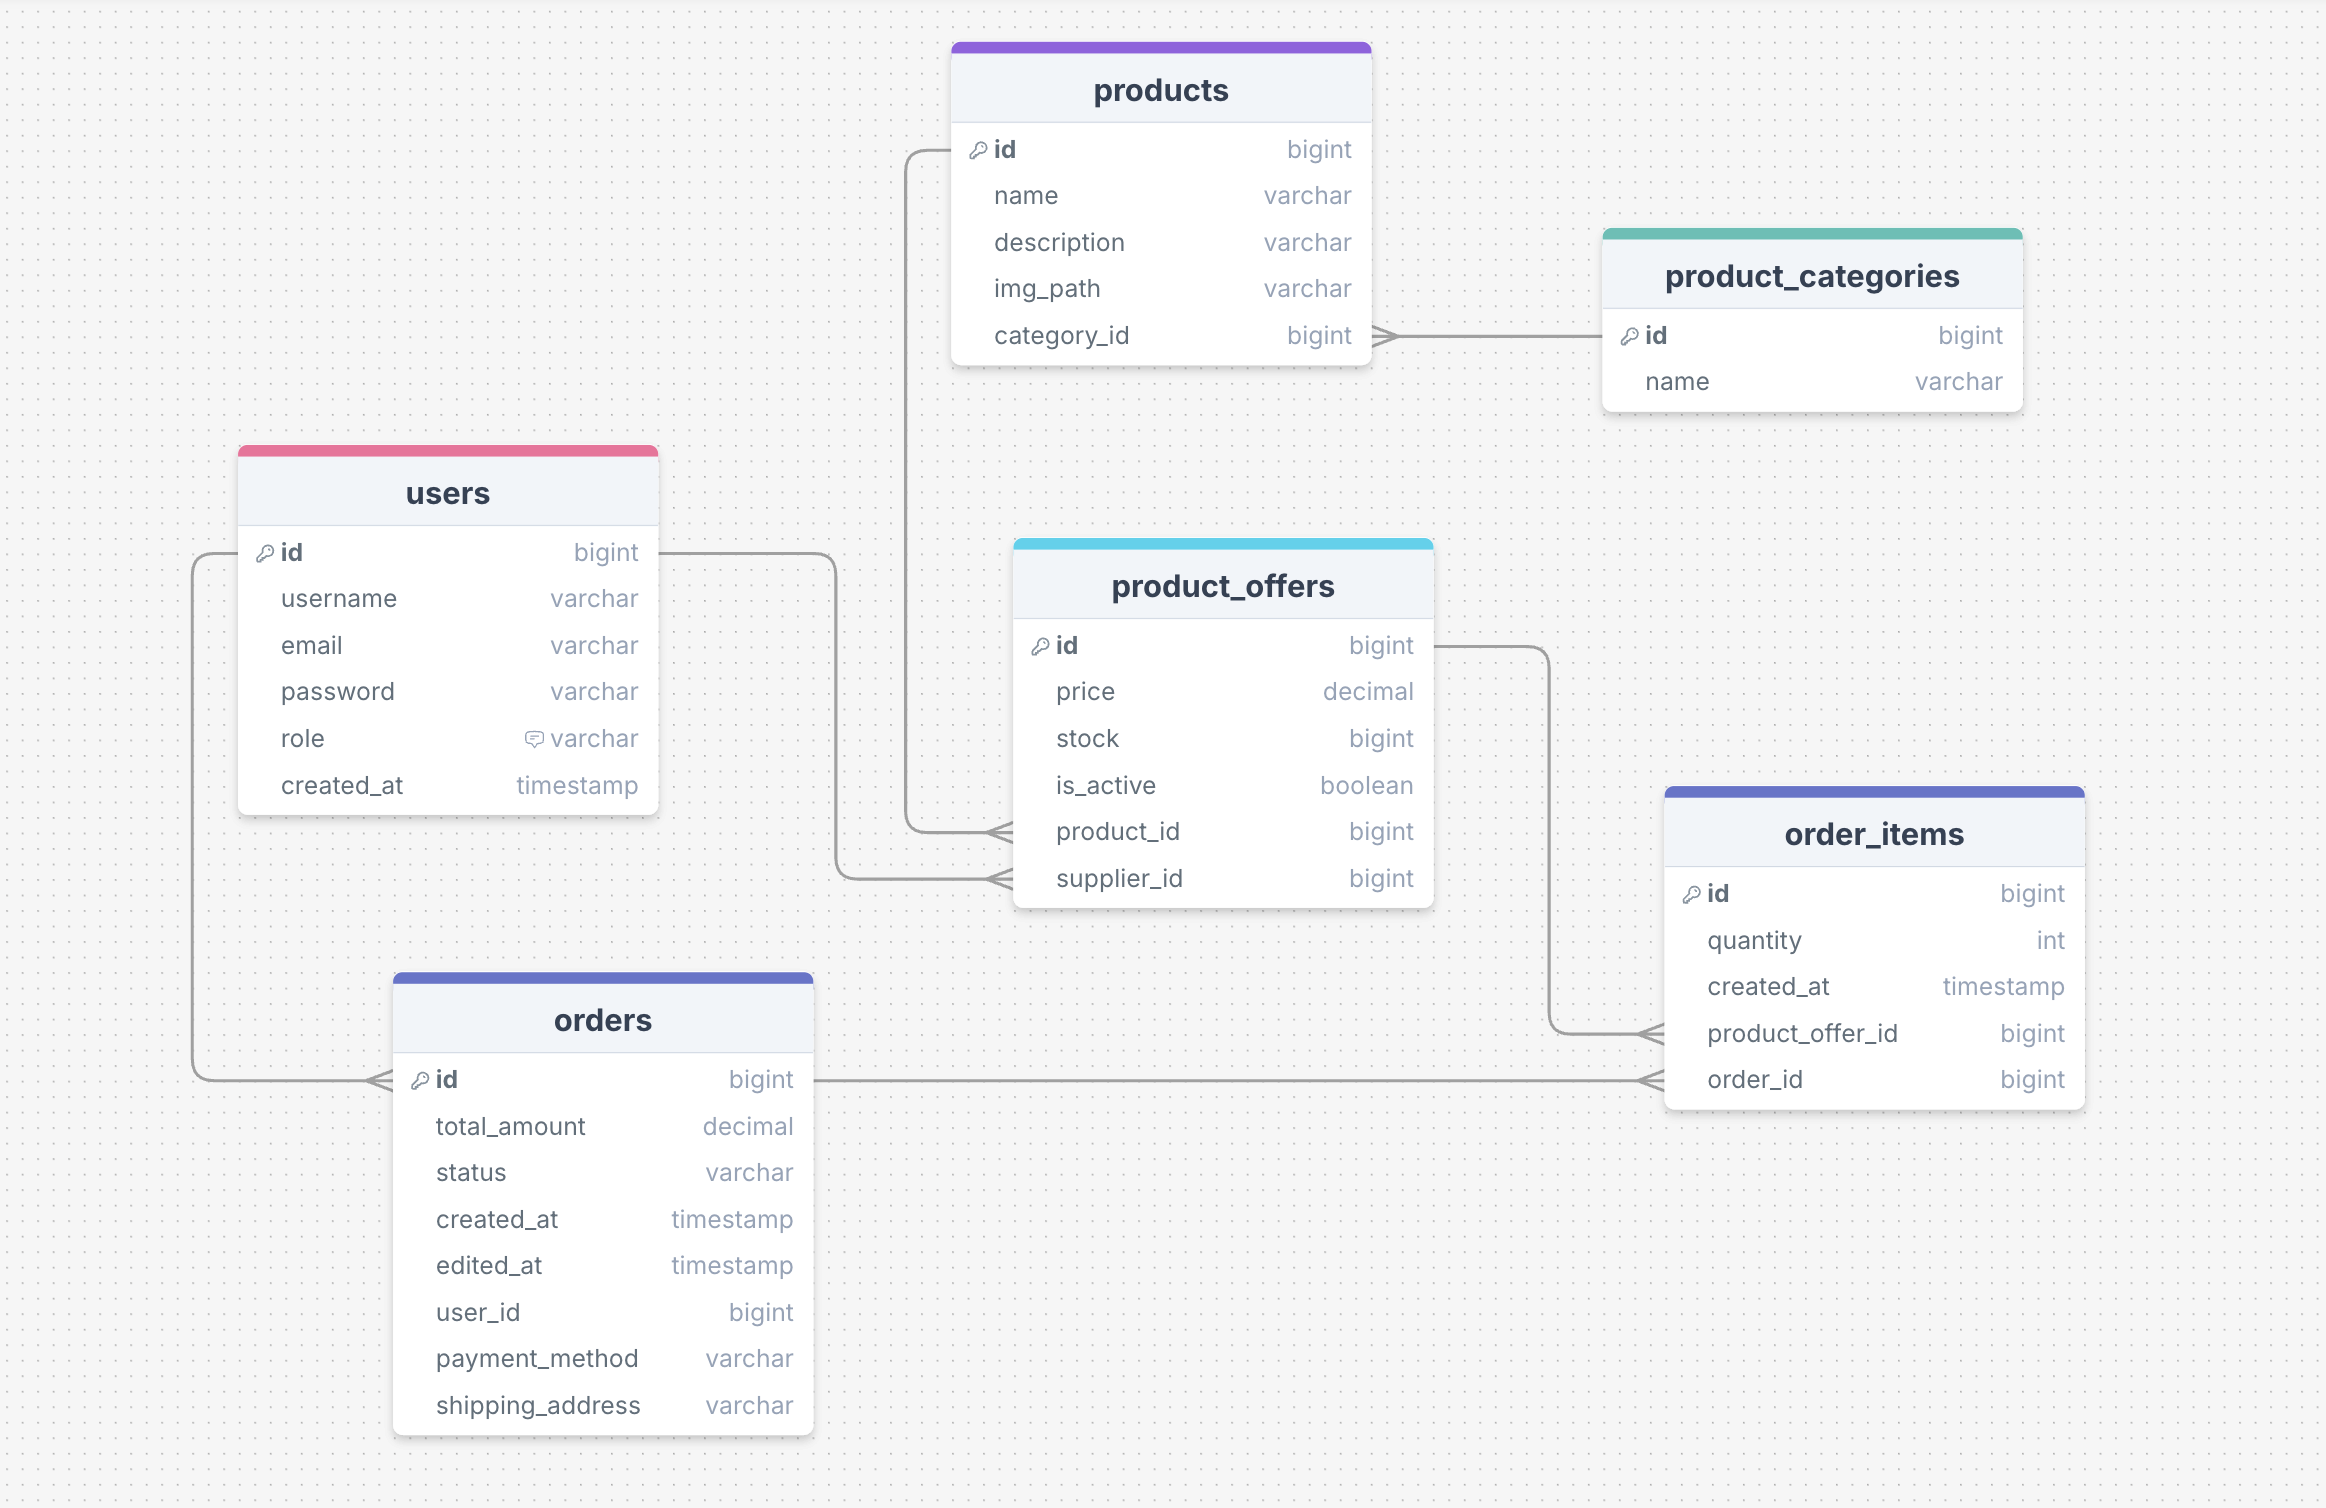 products
id bigint
name varchar
description varchar
img_path varchar
category_id bigint
product_categories
id bigint
name varchar
users
id bigint
username varchar
email varchar
password varchar
role varchar
created_at timestamp
product_offers
id bigint
price decimal
stock bigint
is_active boolean
product_id bigint
supplier_id bigint
order_items
id bigint
quantity int
created_at timestamp
product_offer_id bigint
order_id bigint
orders
id bigint
total_amount decimal
status varchar
created_at timestamp
edited_at timestamp
user_id bigint
payment_method varchar
shipping_address varchar